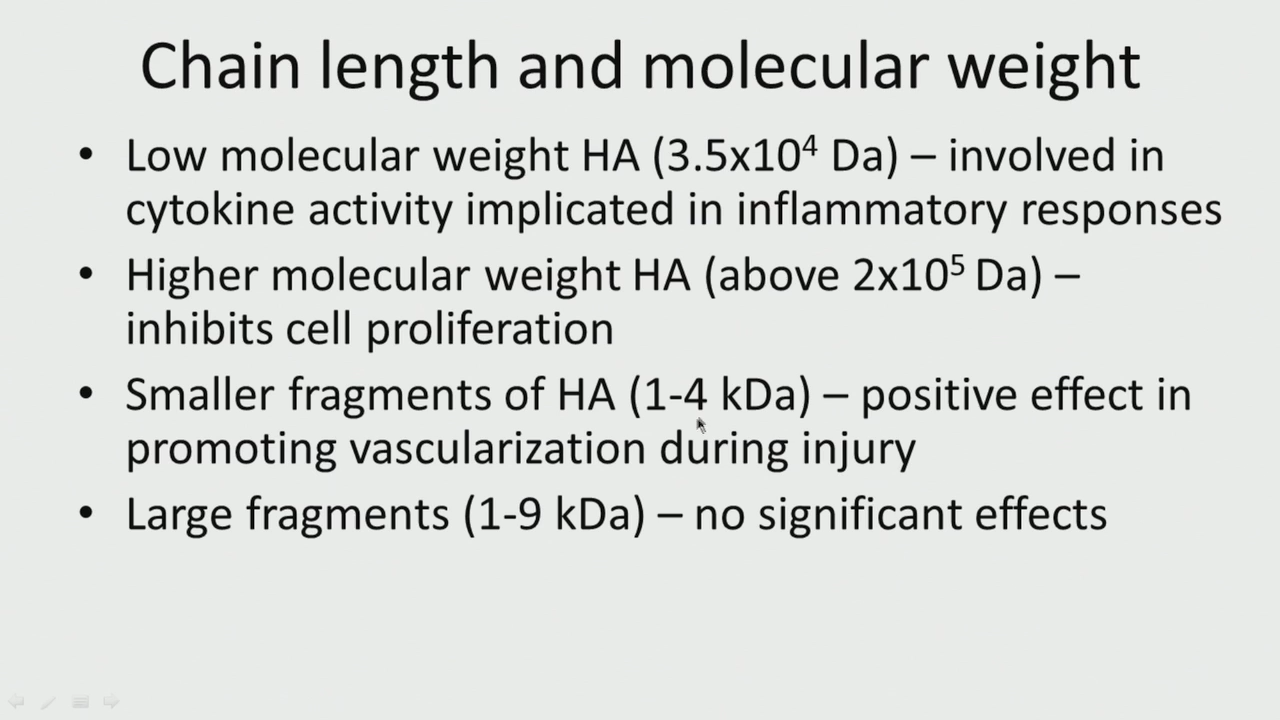 Chain length and molecular weight
• Low molecular weight HA (3.5x10⁴ Da) – involved in
cytokine activity implicated in inflammatory responses
• Higher molecular weight HA (above 2x10⁵ Da) –
inhibits cell proliferation
• Smaller fragments of HA (1-4 kDa) – positive effect in
promoting vascularization during injury
• Large fragments (1-9 kDa) – no significant effects